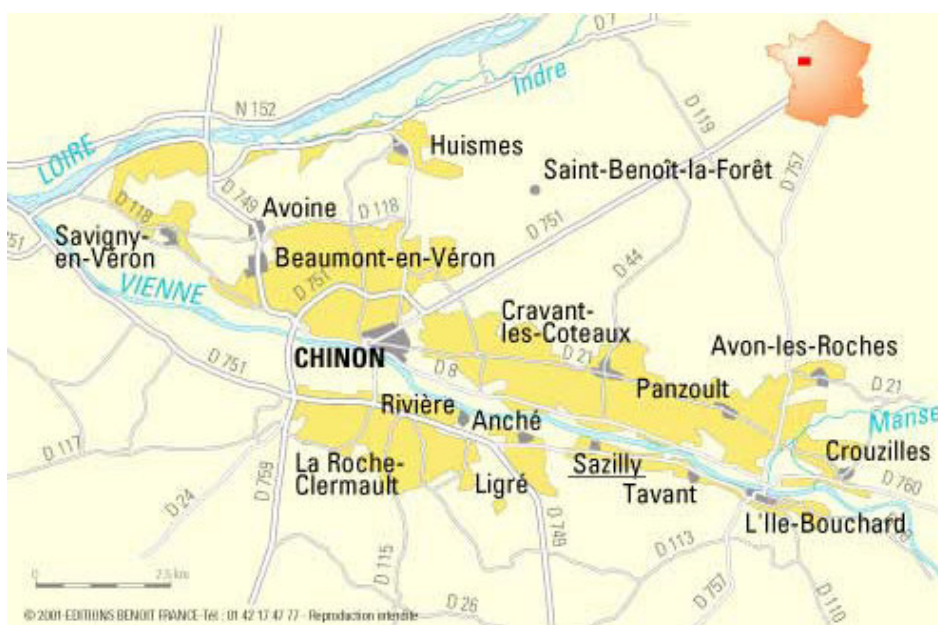 D 7
Indre
N 152
D 119
LOIRE
Huismes
D 757
Saint-Benoît-la-Forêt
D 749
Avoine
D 118
D 118
D 751
Savigny-
en-Véron
751
Beaumont-en-Véron
D 751
D 44
VIENNE
Cravant-
les-Coteaux
CHINON
D 751
D 8
D 21
Avon-les-Roches
Panzoult
D 21
Rivière
Anché
Manse
D 117
La Roche-
Clermault
Sazilly
Crouzilles
D 759
Ligré
Tavant
D 760
D 24
L'Ile-Bouchard
D 749
D 113
D 115
D 757
D 110
D 26
0
2,5 km
© 2001-EDITIONS BENOIT FRANCE-Tél : 01 42 17 47 77 - Reproduction interdite